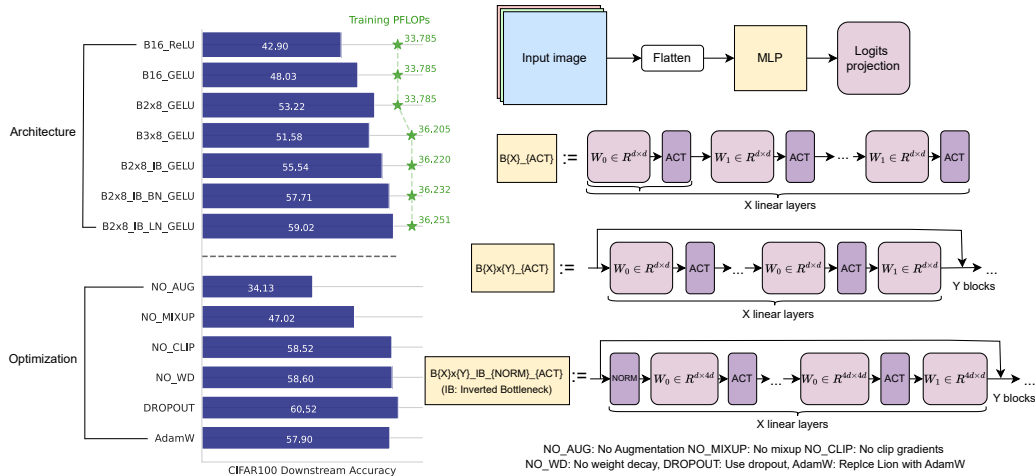 Training PFLOPs
Architecture
B16_ReLU 42.90 33,785
B16_GELU 48.03 33,785
B2x8_GELU 53.22 33,785
B3x8_GELU 51.58 36,205
B2x8_IB_GELU 55.54 36,220
B2x8_IB_BN_GELU 57.71 36,232
B2x8_IB_LN_GELU 59.02 36,251
Optimization
NO_AUG 34.13
NO_MIXUP 47.02
NO_CLIP 58.52
NO_WD 58.60
DROPOUT 60.52
AdamW 57.90
CIFAR100 Downstream Accuracy
Input image
Flatten
MLP
Logits
projection
B{X}_{ACT} := W₀ ∈ R^{d×d} ACT W₁ ∈ R^{d×d} ACT ... W₁ ∈ R^{d×d} ACT
X linear layers
B{X}x{Y}_{ACT} := W₀ ∈ R^{d×d} ACT ... W₀ ∈ R^{d×d} ACT W₁ ∈ R^{d×d} ...
Y blocks
X linear layers
B{X}x{Y}_IB_{NORM}_{ACT}
(IB: Inverted Bottleneck)
:= NORM W₀ ∈ R^{d×4d} ACT ... W₀ ∈ R^{4d×4d} ACT W₁ ∈ R^{4d×d} ...
Y blocks
X linear layers
NO_AUG: No Augmentation NO_MIXUP: No mixup NO_CLIP: No clip gradients
NO_WD: No weight decay, DROPOUT: Use dropout, AdamW: Replce Lion with AdamW